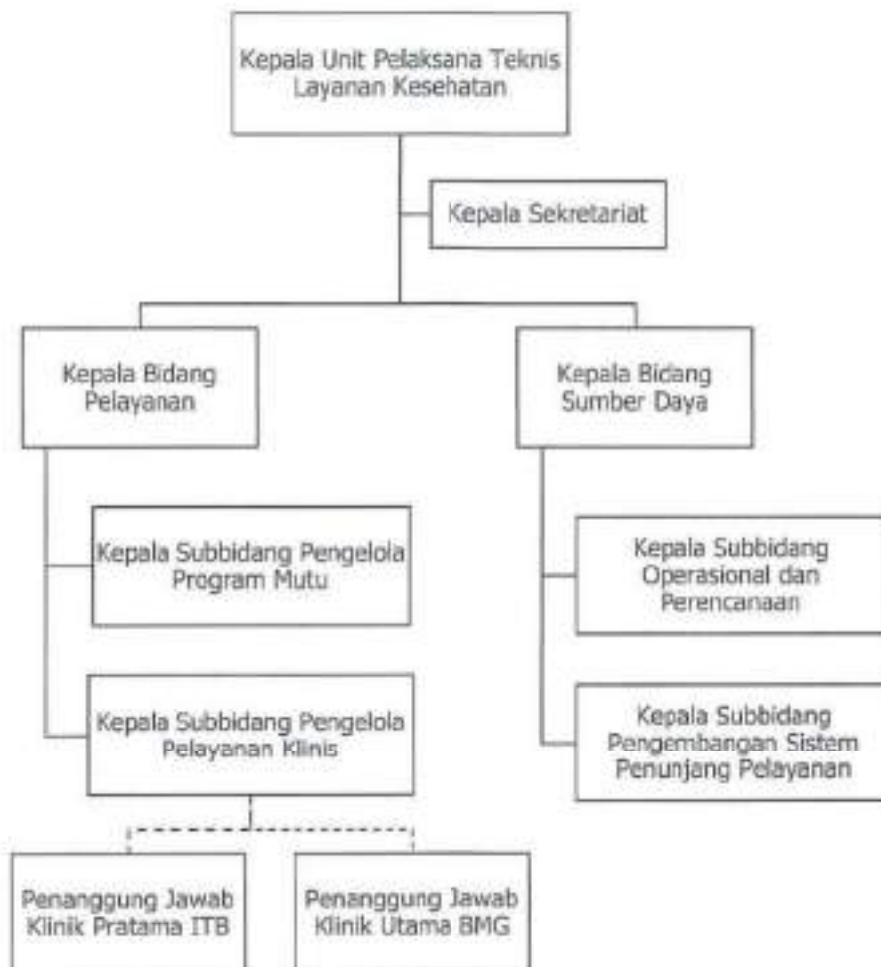 Kepala Unit Pelaksana Teknis
Layanan Kesehatan
Kepala Sekretariat
Kepala Bidang
Pelayanan
Kepala Bidang
Sumber Daya
Kepala Subbidang Pengelola
Program Mutu
Kepala Subbidang
Operasional dan
Perencanaan
Kepala Subbidang Pengelola
Pelayanan Klinis
Kepala Subbidang
Pengembangan Sistem
Penunjang Pelayanan
Penanggung Jawab
Klinik Pratama ITB
Penanggung Jawab
Klinik Utama BMG